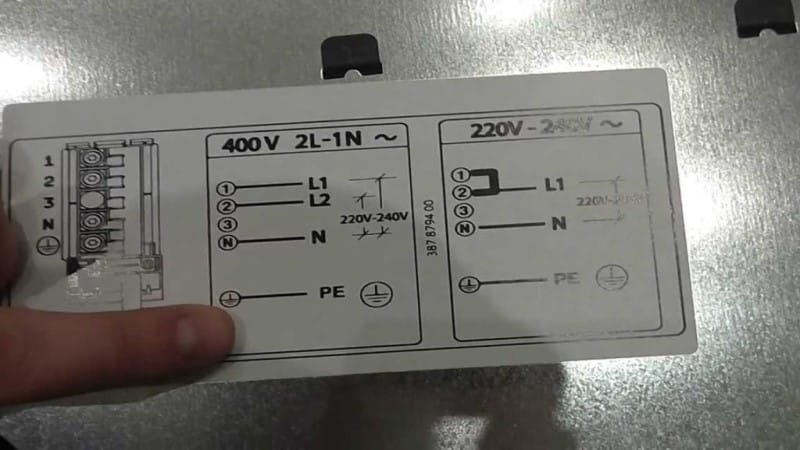 1
2
3
N
400V 2L-1N ~
1 L1
2 L2
220V-240V
3
N N
PE
387 8794 00
220V-240V ~
1
2 L1
3
N N
PE